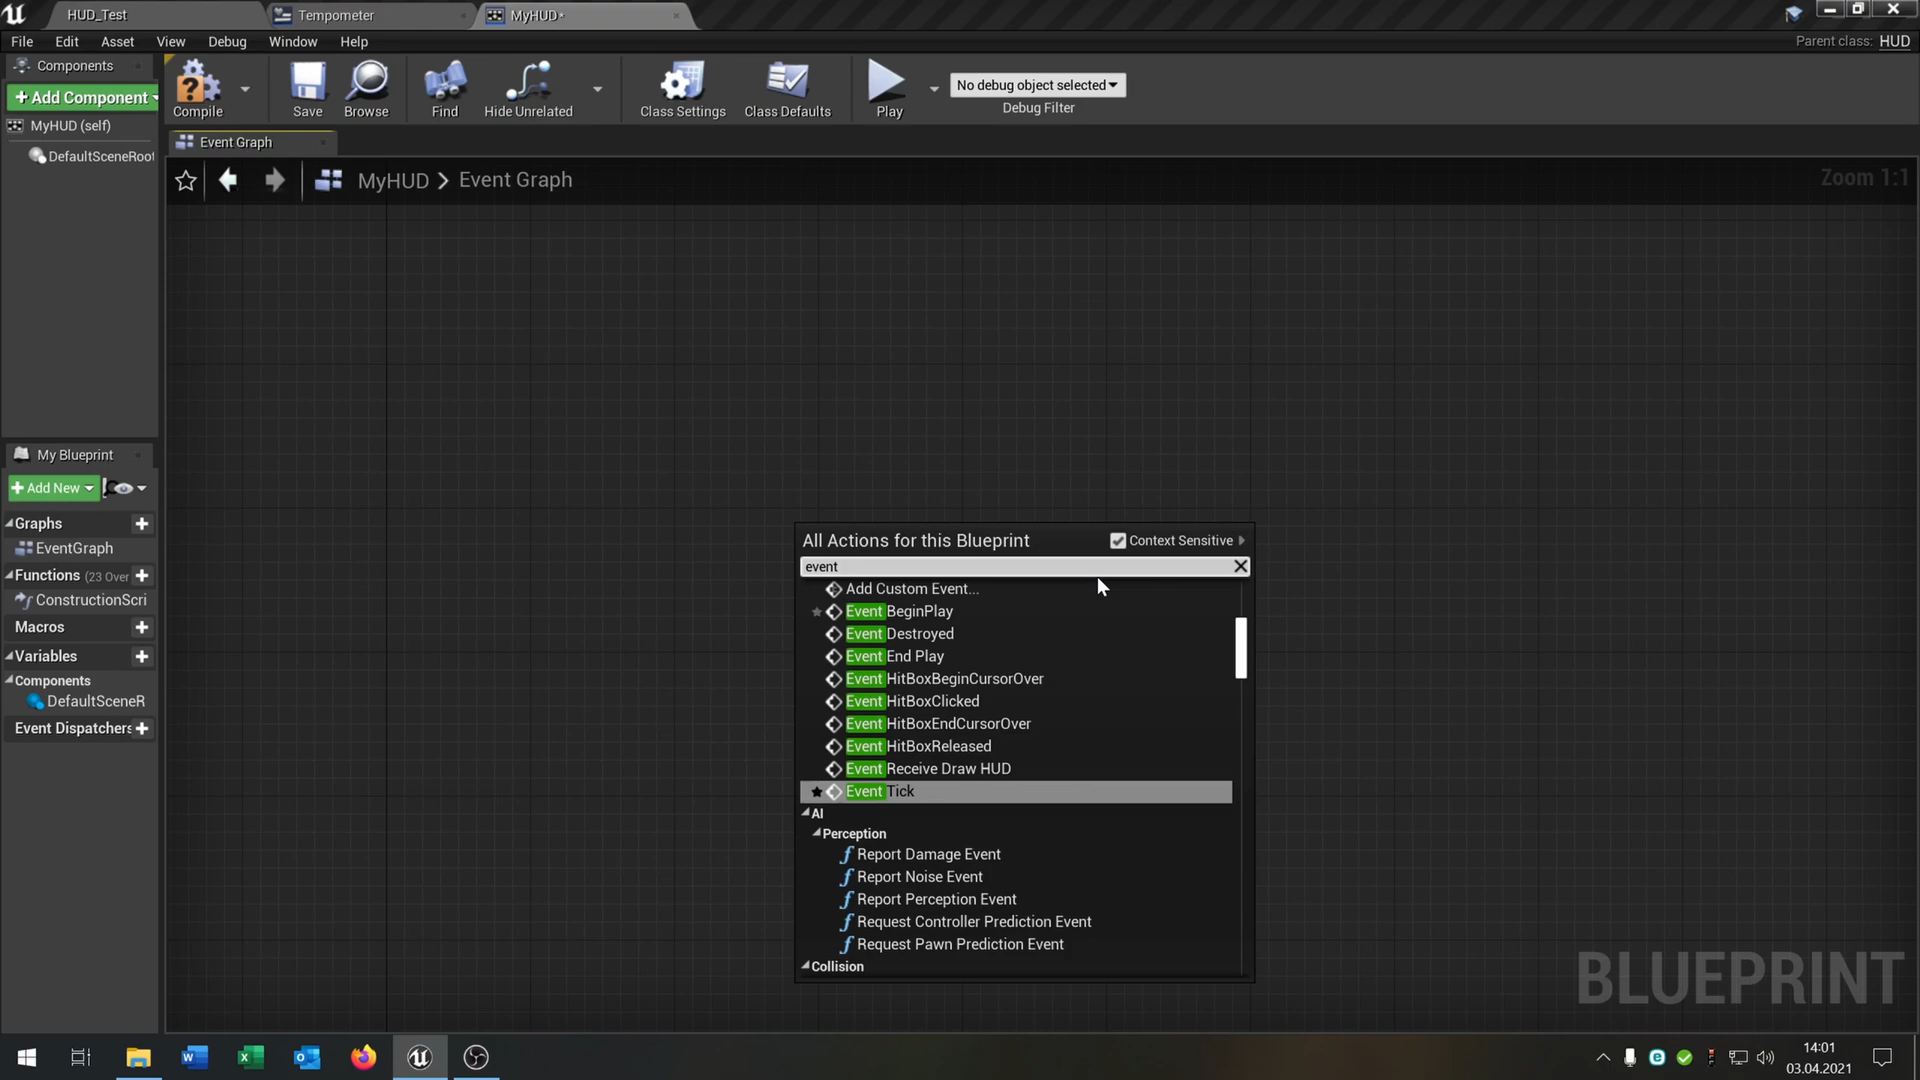 HUD_Test
Tempometer
MyHUD*
File
Edit
Asset
View
Debug
Window
Help
Parent class: HUD
Components
Add Component
MyHUD (self)
DefaultSceneRoot
Compile
Save
Browse
Find
Hide Unrelated
Class Settings
Class Defaults
Play
No debug object selected
Debug Filter
Event Graph
MyHUD
Event Graph
Zoom 1:1
My Blueprint
Add New
Graphs
EventGraph
Functions (23 Over
ConstructionScri
Macros
Variables
Components
DefaultSceneR
Event Dispatchers
All Actions for this Blueprint
Context Sensitive
event
Add Custom Event...
Event BeginPlay
Event Destroyed
Event End Play
Event HitBoxBeginCursorOver
Event HitBoxClicked
Event HitBoxEndCursorOver
Event HitBoxReleased
Event Receive Draw HUD
Event Tick
AI
Perception
Report Damage Event
Report Noise Event
Report Perception Event
Request Controller Prediction Event
Request Pawn Prediction Event
Collision
BLUEPRINT
14:01
03.04.2021